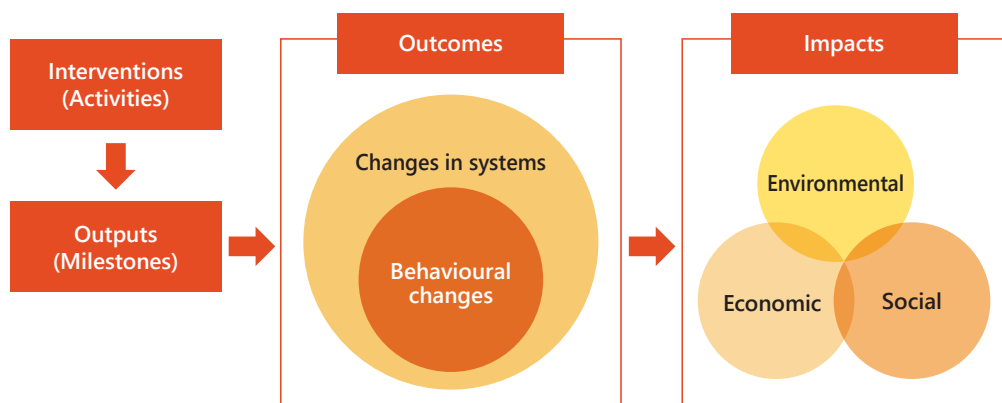 Interventions
(Activities)
Outputs
(Milestones)
Outcomes
Changes in systems
Behavioural
changes
Impacts
Environmental
Economic
Social